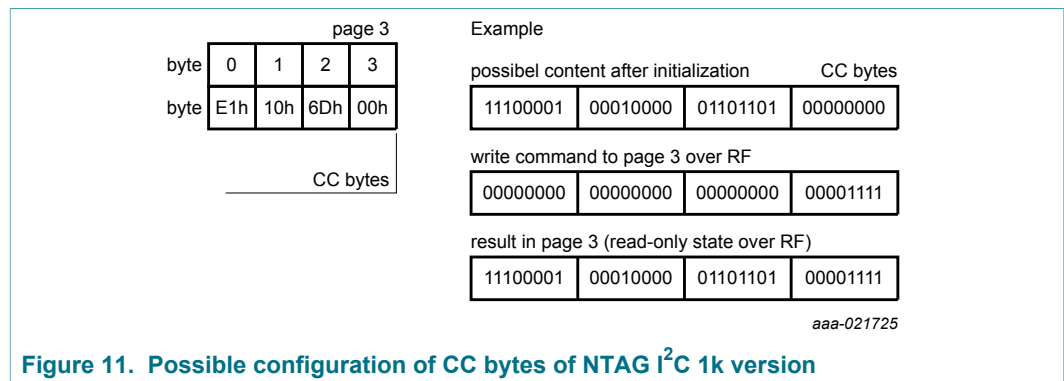 page 3
byte 0 1 2 3
byte E1h 10h 6Dh 00h
CC bytes
Example
possibel content after initialization CC bytes
11100001 00010000 01101101 00000000
write command to page 3 over RF
00000000 00000000 00000000 00001111
result in page 3 (read-only state over RF)
11100001 00010000 01101101 00001111
aaa-021725
Figure 11. Possible configuration of CC bytes of NTAG I²C 1k version